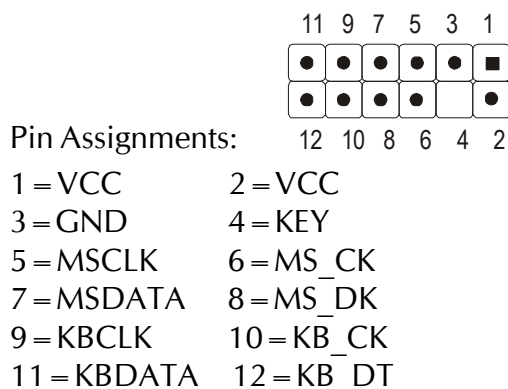 11 9 7 5 3 1
12 10 8 6 4 2
Pin Assignments:
1=VCC 2=VCC
3=GND 4=KEY
5=MSCLK 6=MS_CK
7=MSDATA 8=MS_DK
9=KBCLK 10=KB_CK
11=KBDATA 12=KB_DT